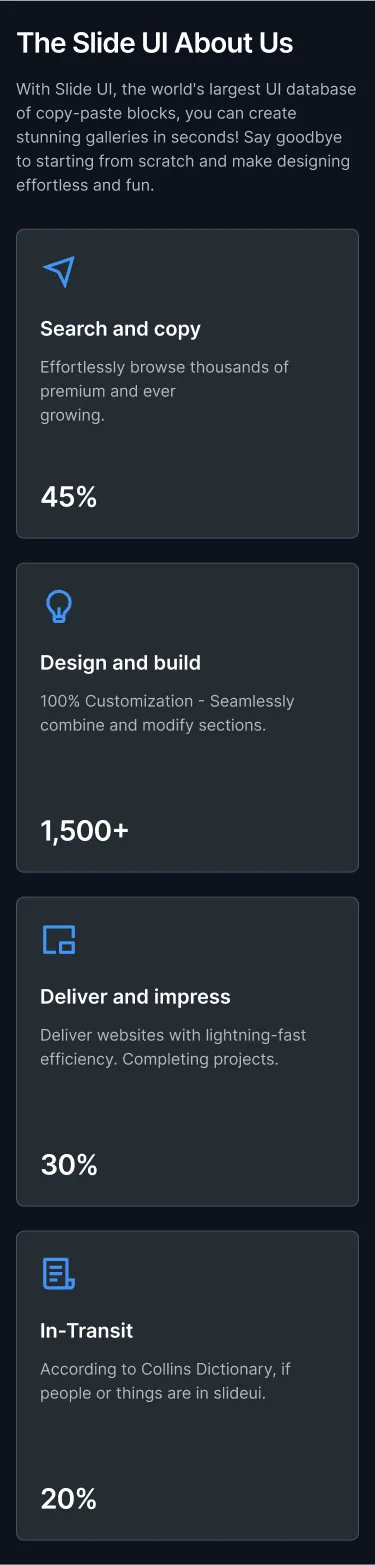 The Slide UI About Us
With Slide UI, the world's largest UI database
of copy-paste blocks, you can create
stunning galleries in seconds! Say goodbye
to starting from scratch and make designing
effortless and fun.
Search and copy
Effortlessly browse thousands of
premium and ever
growing.
45%
Design and build
100% Customization - Seamlessly
combine and modify sections.
1,500+
Deliver and impress
Deliver websites with lightning-fast
efficiency. Completing projects.
30%
In-Transit
According to Collins Dictionary, if
people or things are in slideui.
20%